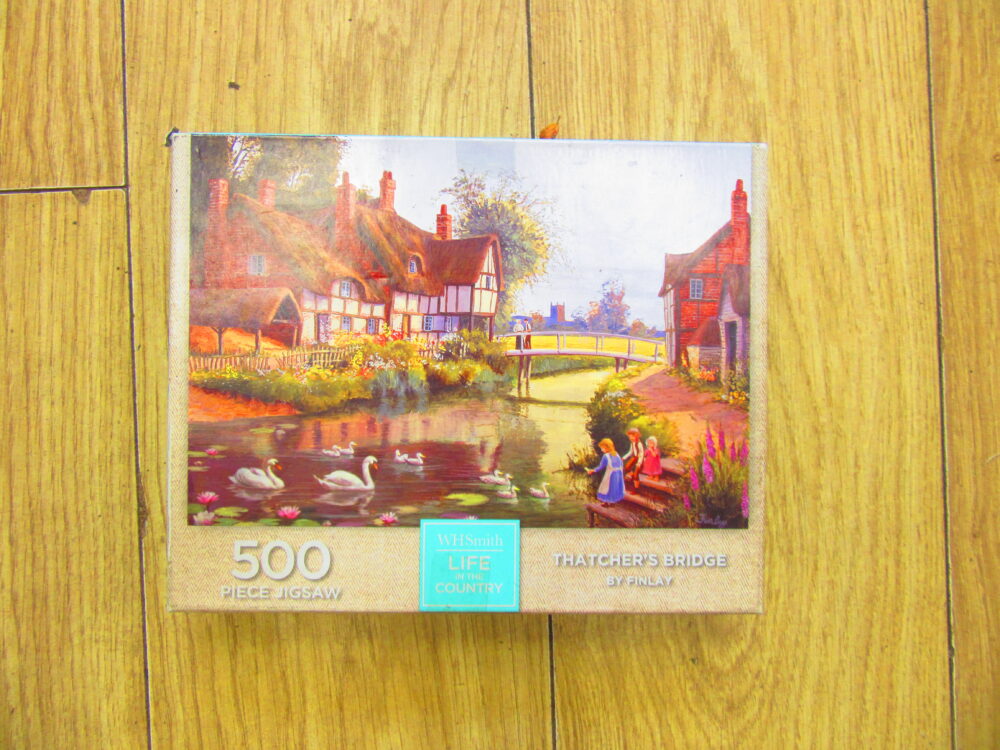 500
PIECE JIGSAW
WHSmith
LIFE
IN THE
COUNTRY
THATCHER'S BRIDGE
BY FINLAY